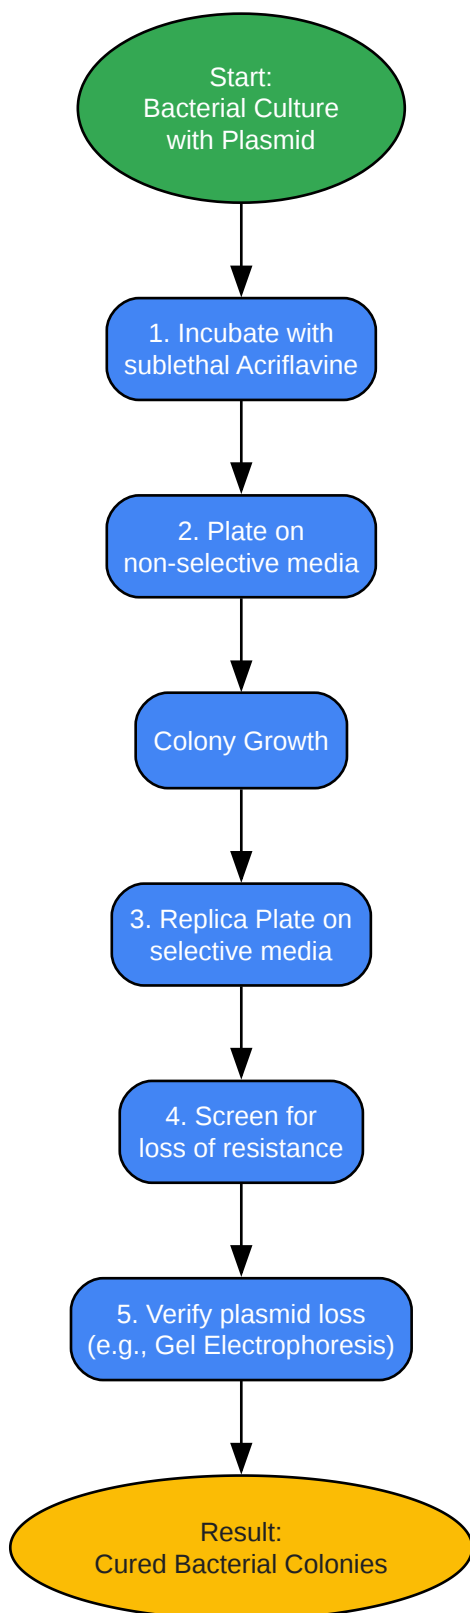 Start:
Bacterial Culture
with Plasmid
1. Incubate with
sublethal Acriflavine
2. Plate on
non-selective media
Colony Growth
3. Replica Plate on
selective media
4. Screen for
loss of resistance
5. Verify plasmid loss
(e.g., Gel Electrophoresis)
Result:
Cured Bacterial Colonies